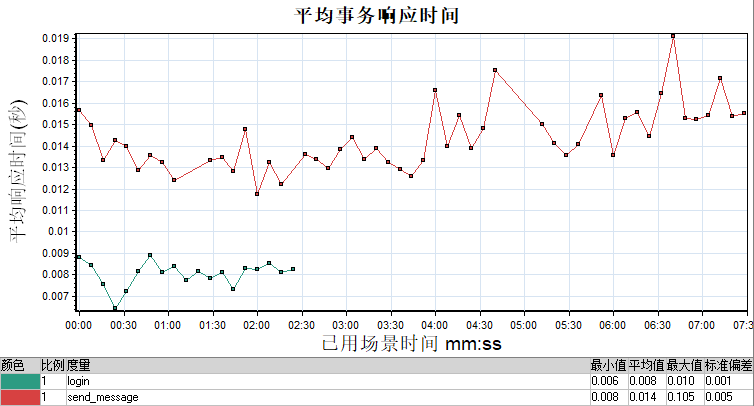 平均事务响应时间
平均响应时间(秒)
0.019
0.018
0.017
0.016
0.015
0.014
0.013
0.012
0.011
0.01
0.009
0.008
0.007
00:00 00:30 01:00 01:30 02:00 02:30 03:00 03:30 04:00 04:30 05:00 05:30 06:00 06:30 07:00 07:3
已用场景时间 mm:ss
颜色 比例 度量 最小值 平均值 最大值 标准偏差
1 login 0.006 0.008 0.010 0.001
1 send_message 0.008 0.014 0.105 0.005